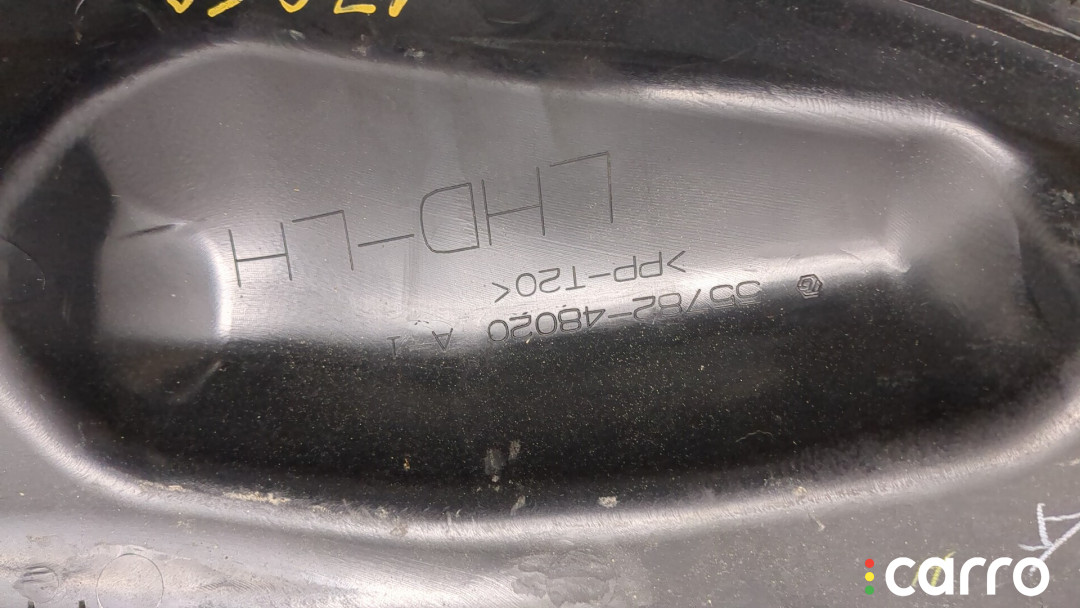 55782-48020 A-1
>PP-T20<
LHD-LH
carro